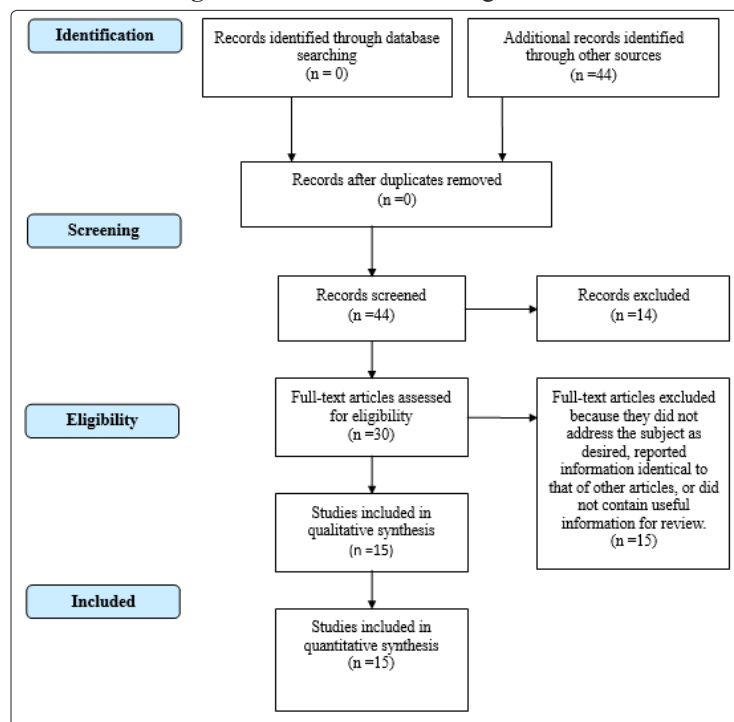 Identification
Records identified through database
searching
(n = 0)
Additional records identified
through other sources
(n =44)
Records after duplicates removed
(n =0)
Screening
Records screened
(n =44)
Records excluded
(n =14)
Eligibility
Full-text articles assessed
for eligibility
(n =30)
Full-text articles excluded
because they did not
address the subject as
desired, reported
information identical to
that of other articles, or did
not contain useful
information for review.
(n =15)
Studies included in
qualitative synthesis
(n =15)
Included
Studies included in
quantitative synthesis
(n =15)